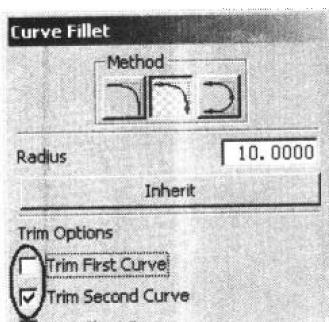 Curve Fillet
Method
Radius
10.0000
Inherit
Trim Options
Trim First Curve
Trim Second Curve